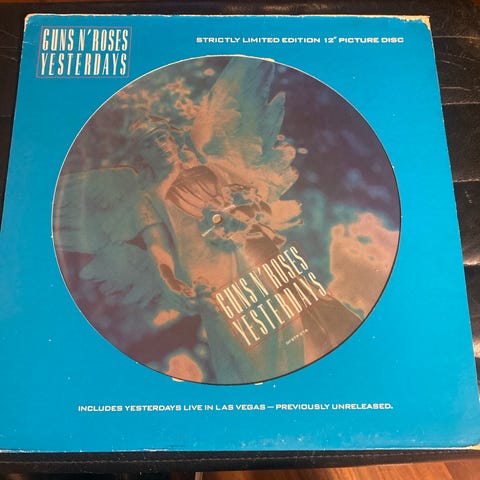 GUNS N' ROSES
YESTERDAYS
STRICTLY LIMITED EDITION 12" PICTURE DISC
GUNS N' ROSES
YESTERDAYS
INCLUDES YESTERDAYS LIVE IN LAS VEGAS — PREVIOUSLY UNRELEASED.